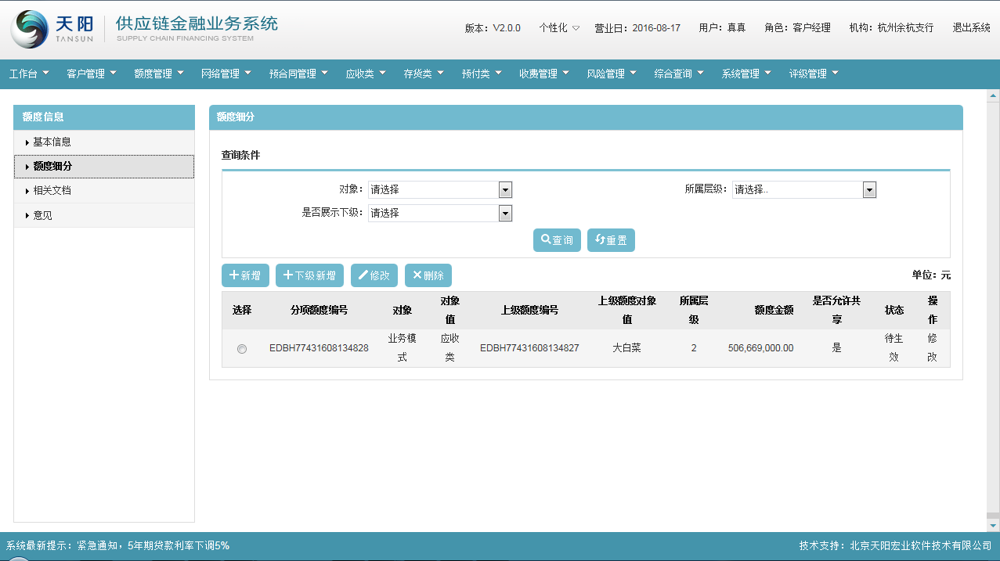 天阳 TANSUN 供应链金融业务系统 SUPPLY CHAIN FINANCING SYSTEM
版本：V2.0.0 个性化 营业日：2016-08-17 用户：真真 角色：客户经理 机构：杭州余杭支行 退出系统
工作台 客户管理 额度管理 网络管理 预合同管理 应收类 存货类 预付类 收费管理 风险管理 综合查询 系统管理 评级管理
额度信息
基本信息
额度细分
相关文档
意见
额度细分
查询条件
对象： 请选择 所属层级： 请选择..
是否展示下级： 请选择
查询 重置
新增 下级新增 修改 删除 单位：元
选择 分项额度编号 对象 对象值 上级额度编号 上级额度对象值 所属层级 额度金额 是否允许共享 状态 操作
EDBH77431608134828 业务模式 应收类 EDBH77431608134827 大白菜 2 506,669,000.00 是 待生效 修改
系统最新提示：紧急通知，5年期贷款利率下调5% 技术支持：北京天阳宏业软件技术有限公司